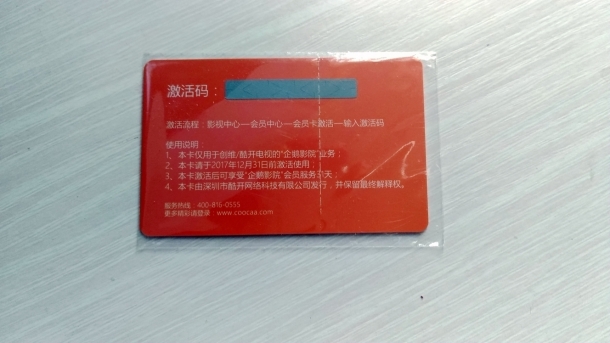 激活码：
激活流程：影视中心—会员中心—会员卡激活—输入激活码
使用说明：
1、本卡仅用于创维/酷开电视的"企鹅影院"业务；
2、本卡请于2017年12月31日前激活使用；
3、本卡激活后可享受"企鹅影院"会员服务31天；
4、本卡由深圳市酷开网络科技有限公司发行，并保留最终解释权。
服务热线：400-816-0555
更多精彩请登录：www.coocaa.com